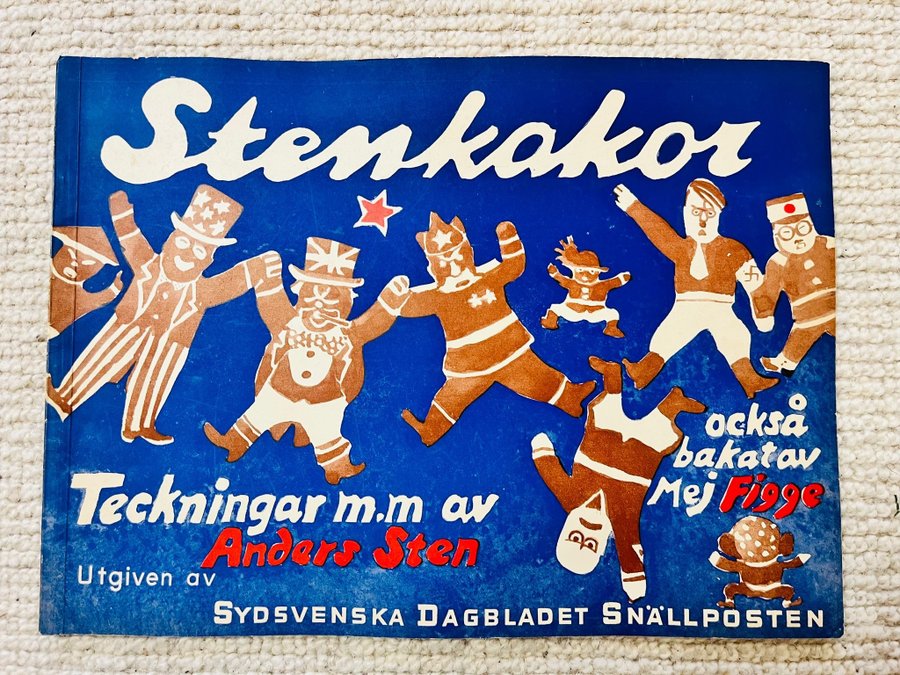 Stenkakor
också
bakat av
Mej Figge
Teckningar m.m av
Anders Sten
Utgiven av
SYDSVENSKA DAGBLADET SNÄLLPOSTEN